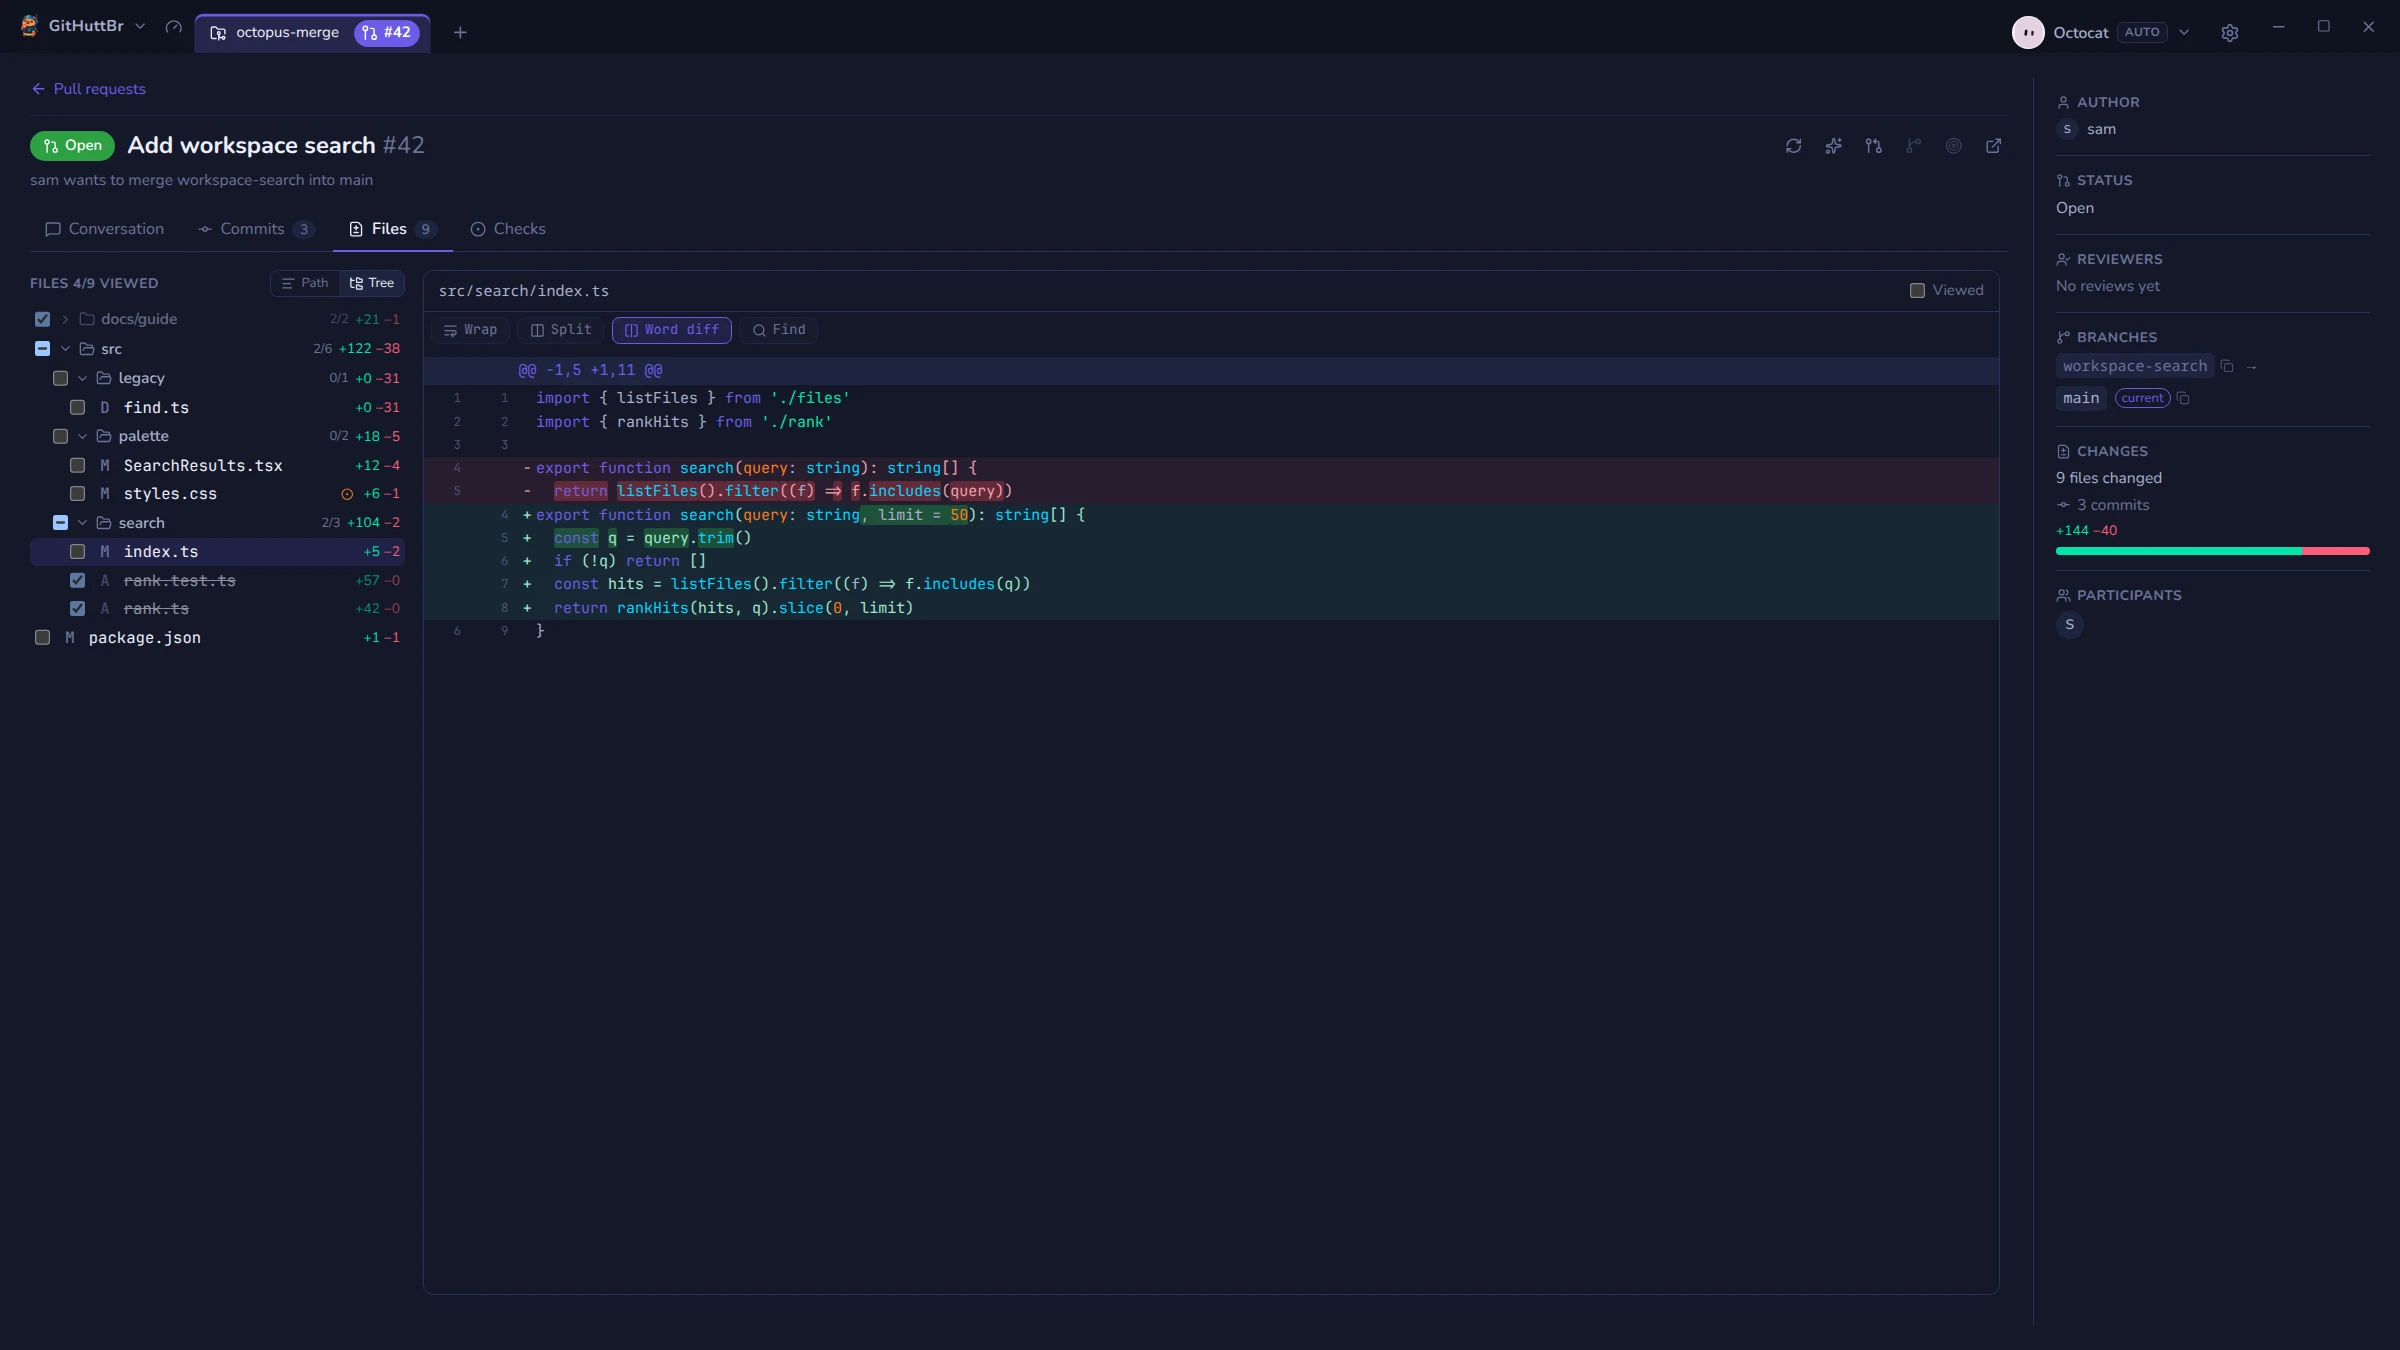 GitHuttBr
octopus-merge #42
Octocat AUTO
Pull requests
Open Add workspace search #42
sam wants to merge workspace-search into main
Conversation Commits 3 Files 9 Checks
FILES 4/9 VIEWED Path Tree
docs/guide 2/2 +21 −1
src 2/6 +122 −38
legacy 0/1 +0 −31
D find.ts +0 −31
palette 0/2 +18 −5
M SearchResults.tsx +12 −4
M styles.css +6 −1
search 2/3 +104 −2
M index.ts +5 −2
A rank.test.ts +57 −0
A rank.ts +42 −0
M package.json +1 −1
src/search/index.ts Viewed
Wrap Split Word diff Find
@@ -1,5 +1,11 @@
1 1 import { listFiles } from './files'
2 2 import { rankHits } from './rank'
3 3
4 - export function search(query: string): string[] {
5 - return listFiles().filter((f) => f.includes(query))
4 + export function search(query: string, limit = 50): string[] {
5 + const q = query.trim()
6 + if (!q) return []
7 + const hits = listFiles().filter((f) => f.includes(q))
8 + return rankHits(hits, q).slice(0, limit)
6 9 }
AUTHOR
S sam
STATUS
Open
REVIEWERS
No reviews yet
BRANCHES
workspace-search →
main current
CHANGES
9 files changed
3 commits
+144 −40
PARTICIPANTS
S